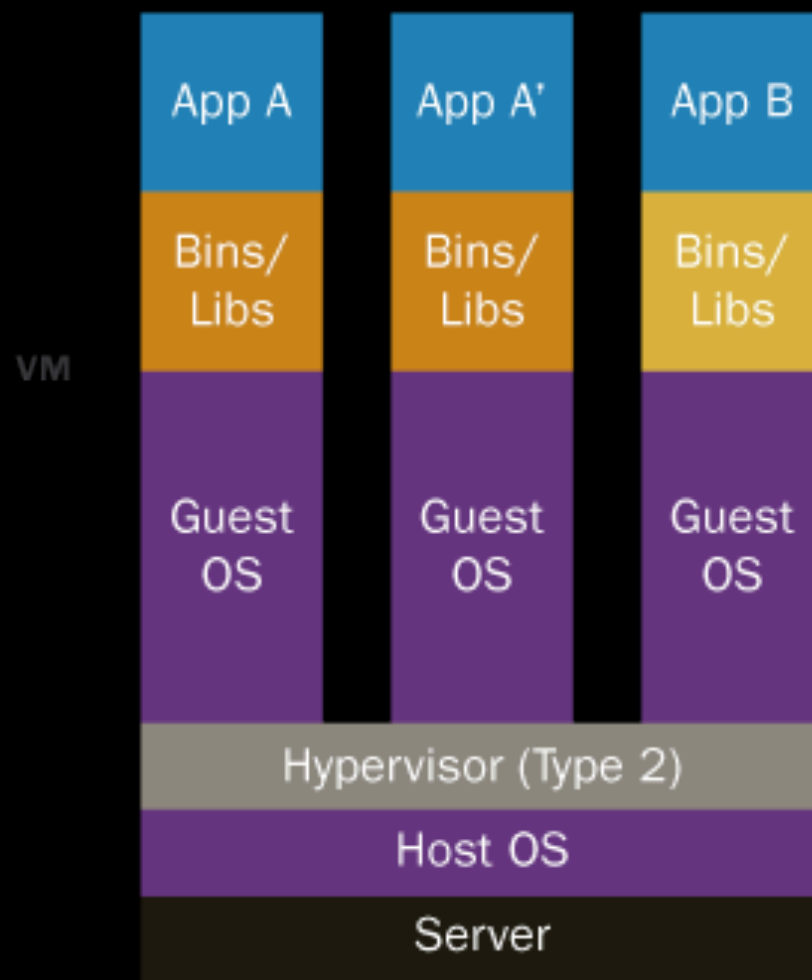 App A
App A'
App B
Bins/
Libs
Bins/
Libs
Bins/
Libs
VM
Guest
OS
Guest
OS
Guest
OS
Hypervisor (Type 2)
Host OS
Server